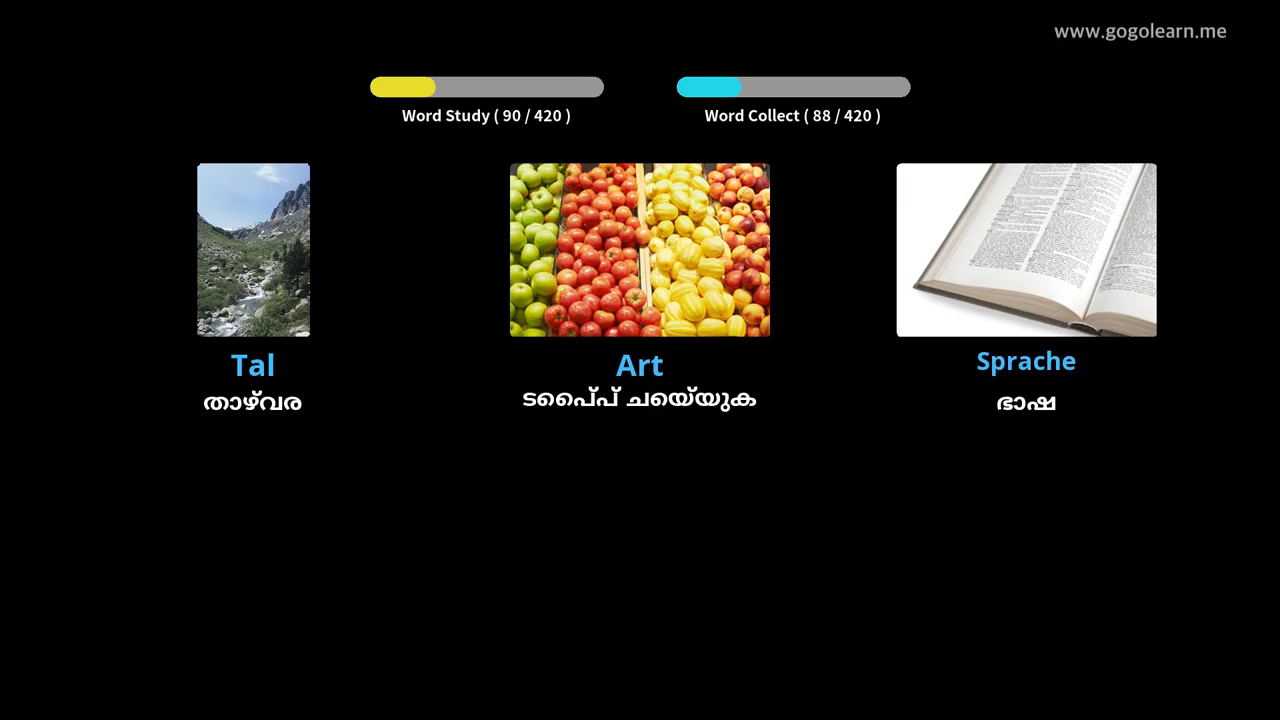 www.gogolearn.me
Word Study ( 90 / 420 )
Word Collect ( 88 / 420 )
Tal
Art
Sprache
താഴ്‌വര
ടൈപ്പ് ചെയ്യുക
ഭാഷ